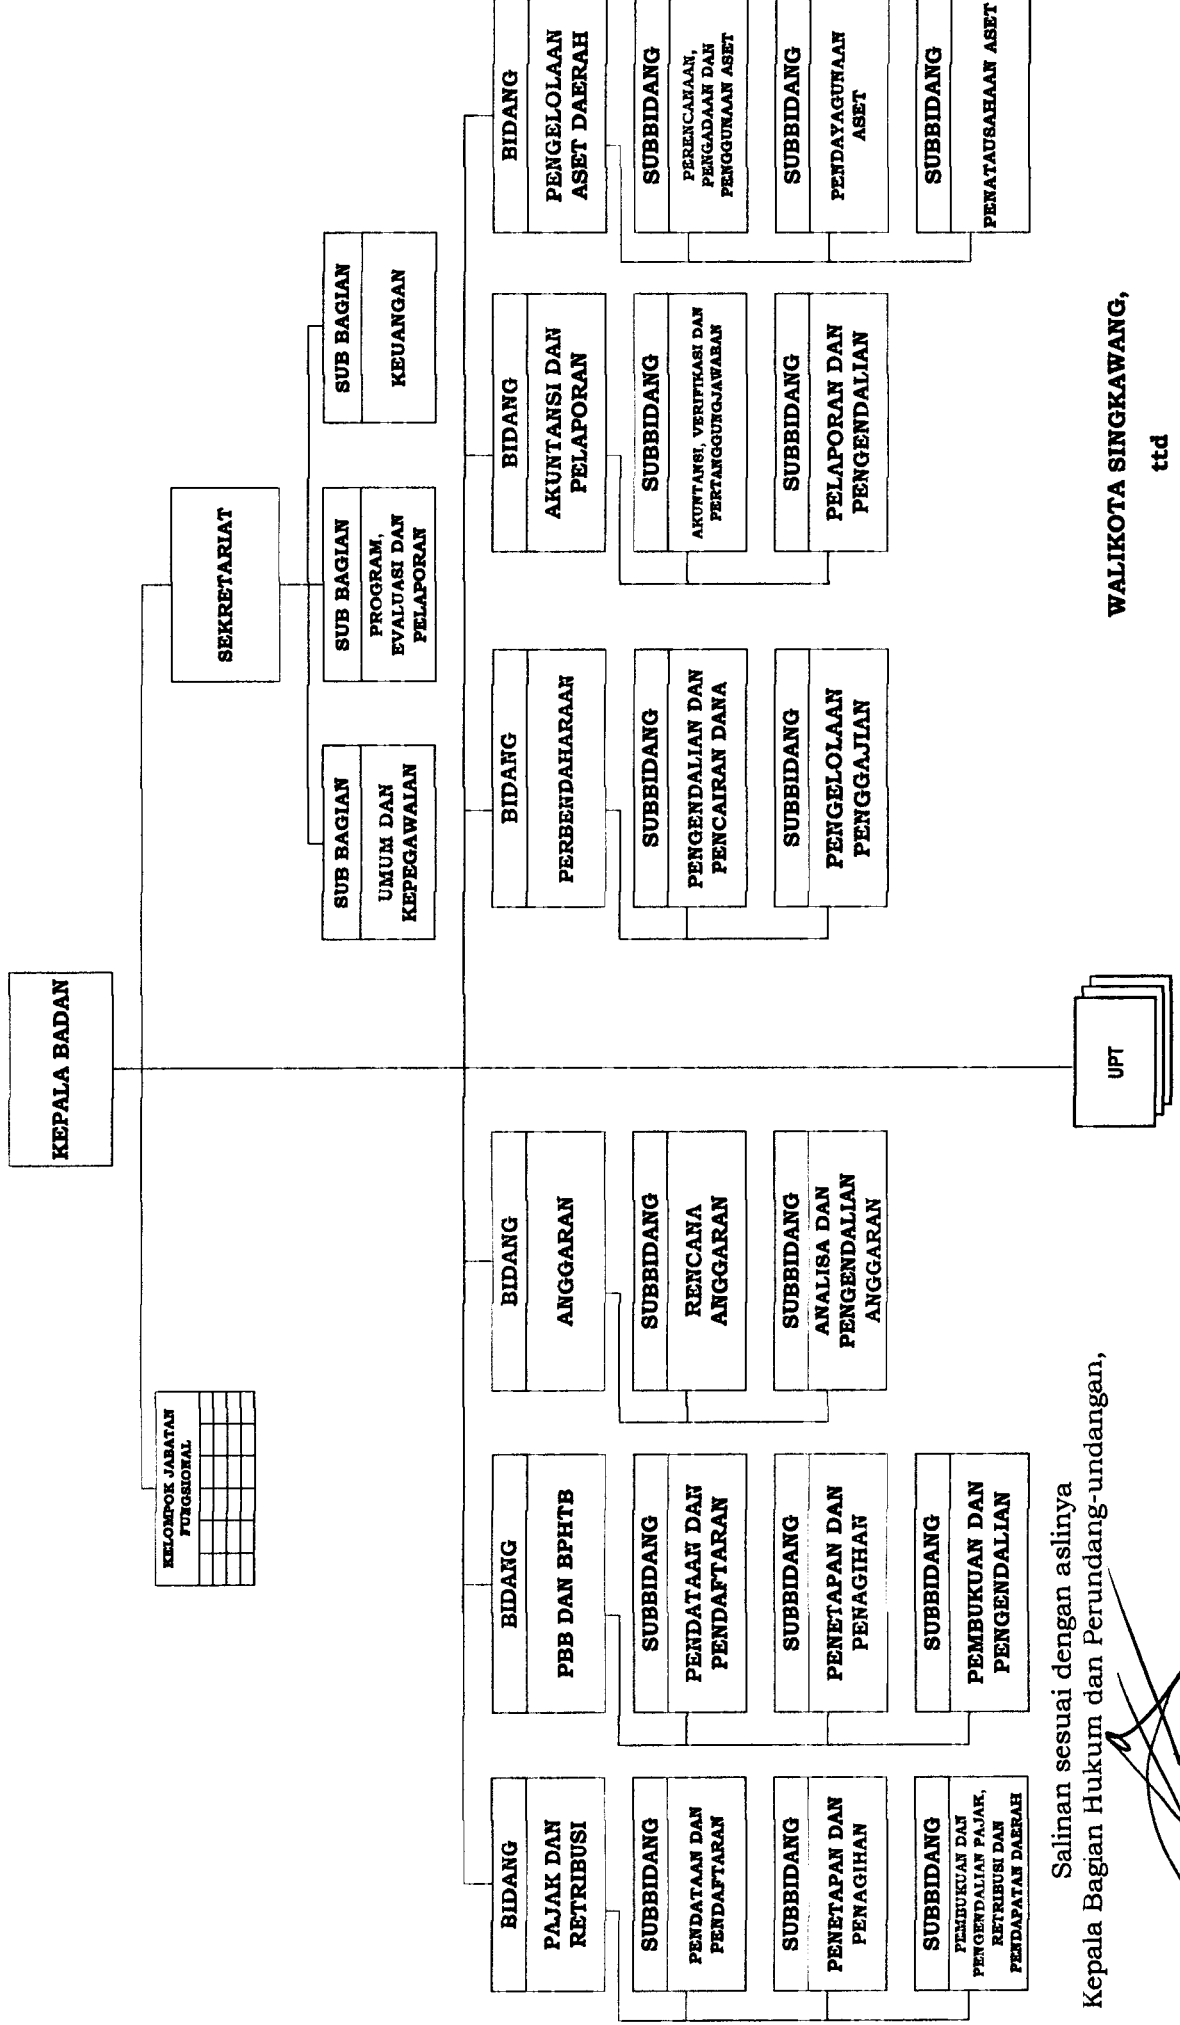 KEPALA BADAN
KELOMPOK JABATAN
FUNGSIONAL
SEKRETARIAT
SUB BAGIAN
UMUM DAN
KEPEGAWAIAN
SUB BAGIAN
PROGRAM,
EVALUASI DAN
PELAPORAN
SUB BAGIAN
KEUANGAN
BIDANG
PAJAK DAN
RETRIBUSI
SUBBIDANG
PENDATAAN DAN
PENDAFTARAN
SUBBIDANG
PENETAPAN DAN
PENAGIHAN
SUBBIDANG
PEMBUKUAN DAN
PENGENDALIAN PAJAK,
RETRIBUSI DAN
PENDAPATAN DAERAH
BIDANG
PBB DAN BPHTB
SUBBIDANG
PENDATAAN DAN
PENDAFTARAN
SUBBIDANG
PENETAPAN DAN
PENAGIHAN
SUBBIDANG
PEMBUKUAN DAN
PENGENDALIAN
BIDANG
ANGGARAN
SUBBIDANG
RENCANA
ANGGARAN
SUBBIDANG
ANALISA DAN
PENGENDALIAN
ANGGARAN
BIDANG
PERBENDAHARAAN
SUBBIDANG
PENGENDALIAN DAN
PENCAIRAN DANA
SUBBIDANG
PENGELOLAAN
PENGGAJIAN
BIDANG
AKUNTANSI DAN
PELAPORAN
SUBBIDANG
AKUNTANSI, VERIFIKASI DAN
PERTANGGUNGJAWABAN
SUBBIDANG
PELAPORAN DAN
PENGENDALIAN
BIDANG
PENGELOLAAN
ASET DAERAH
SUBBIDANG
PERENCANAAN,
PENGADAAN DAN
PENGGUNAAN ASET
SUBBIDANG
PENDAYAGUNAAN
ASET
SUBBIDANG
PENATAUSAHAAN ASET
UPT
Salinan sesuai dengan aslinya
Kepala Bagian Hukum dan Perundang-undangan,
WALIKOTA SINGKAWANG,
ttd